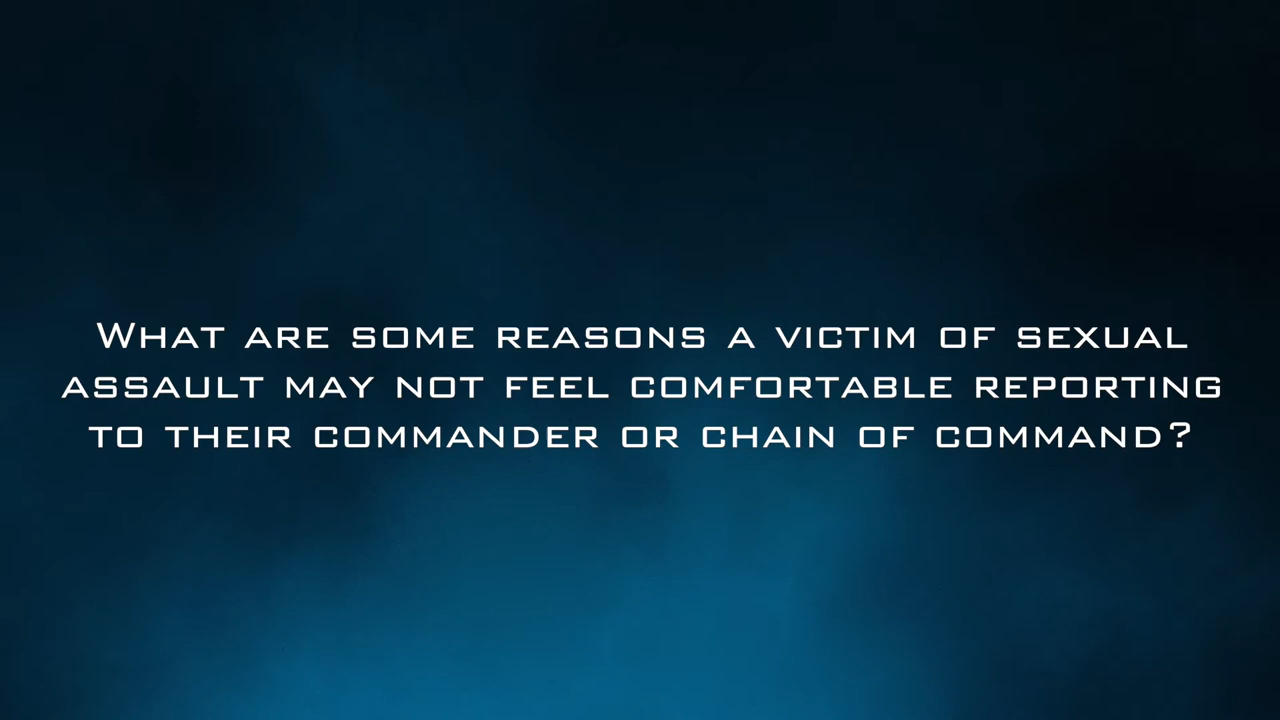 What are some reasons a victim of sexual
assault may not feel comfortable reporting
to their commander or chain of command?